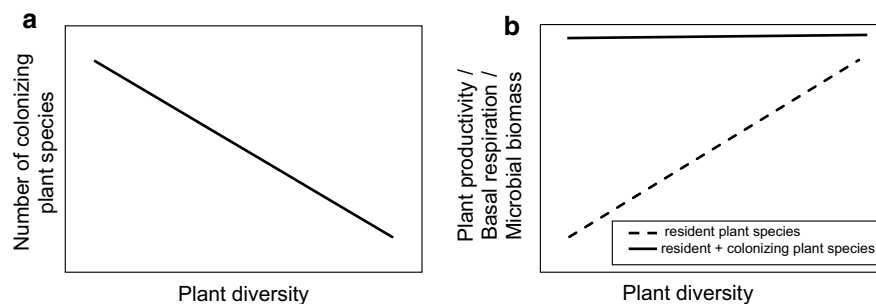 a
Number of colonizing
plant species
Plant diversity
b
Plant productivity /
Basal respiration /
Microbial biomass
resident plant species
resident + colonizing plant species
Plant diversity